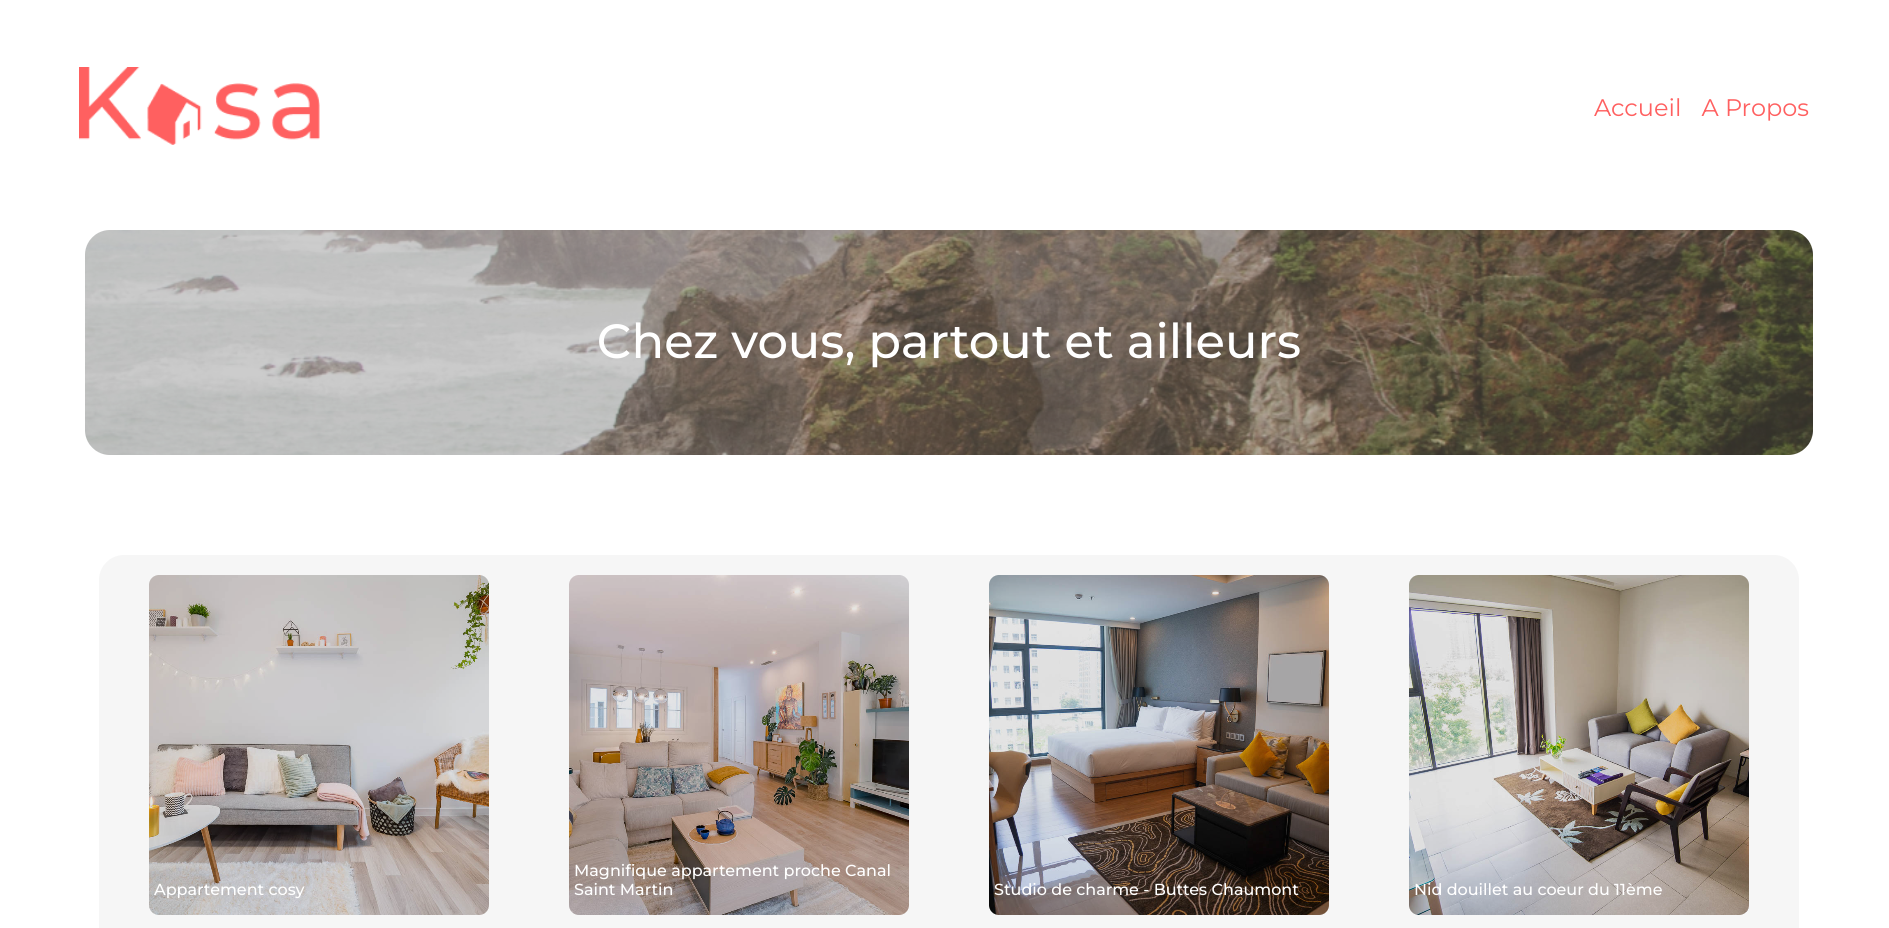 Kasa
Accueil A Propos
Chez vous, partout et ailleurs
Appartement cosy
Magnifique appartement proche Canal
Saint Martin
Studio de charme - Buttes Chaumont
Nid douillet au coeur du 11ème